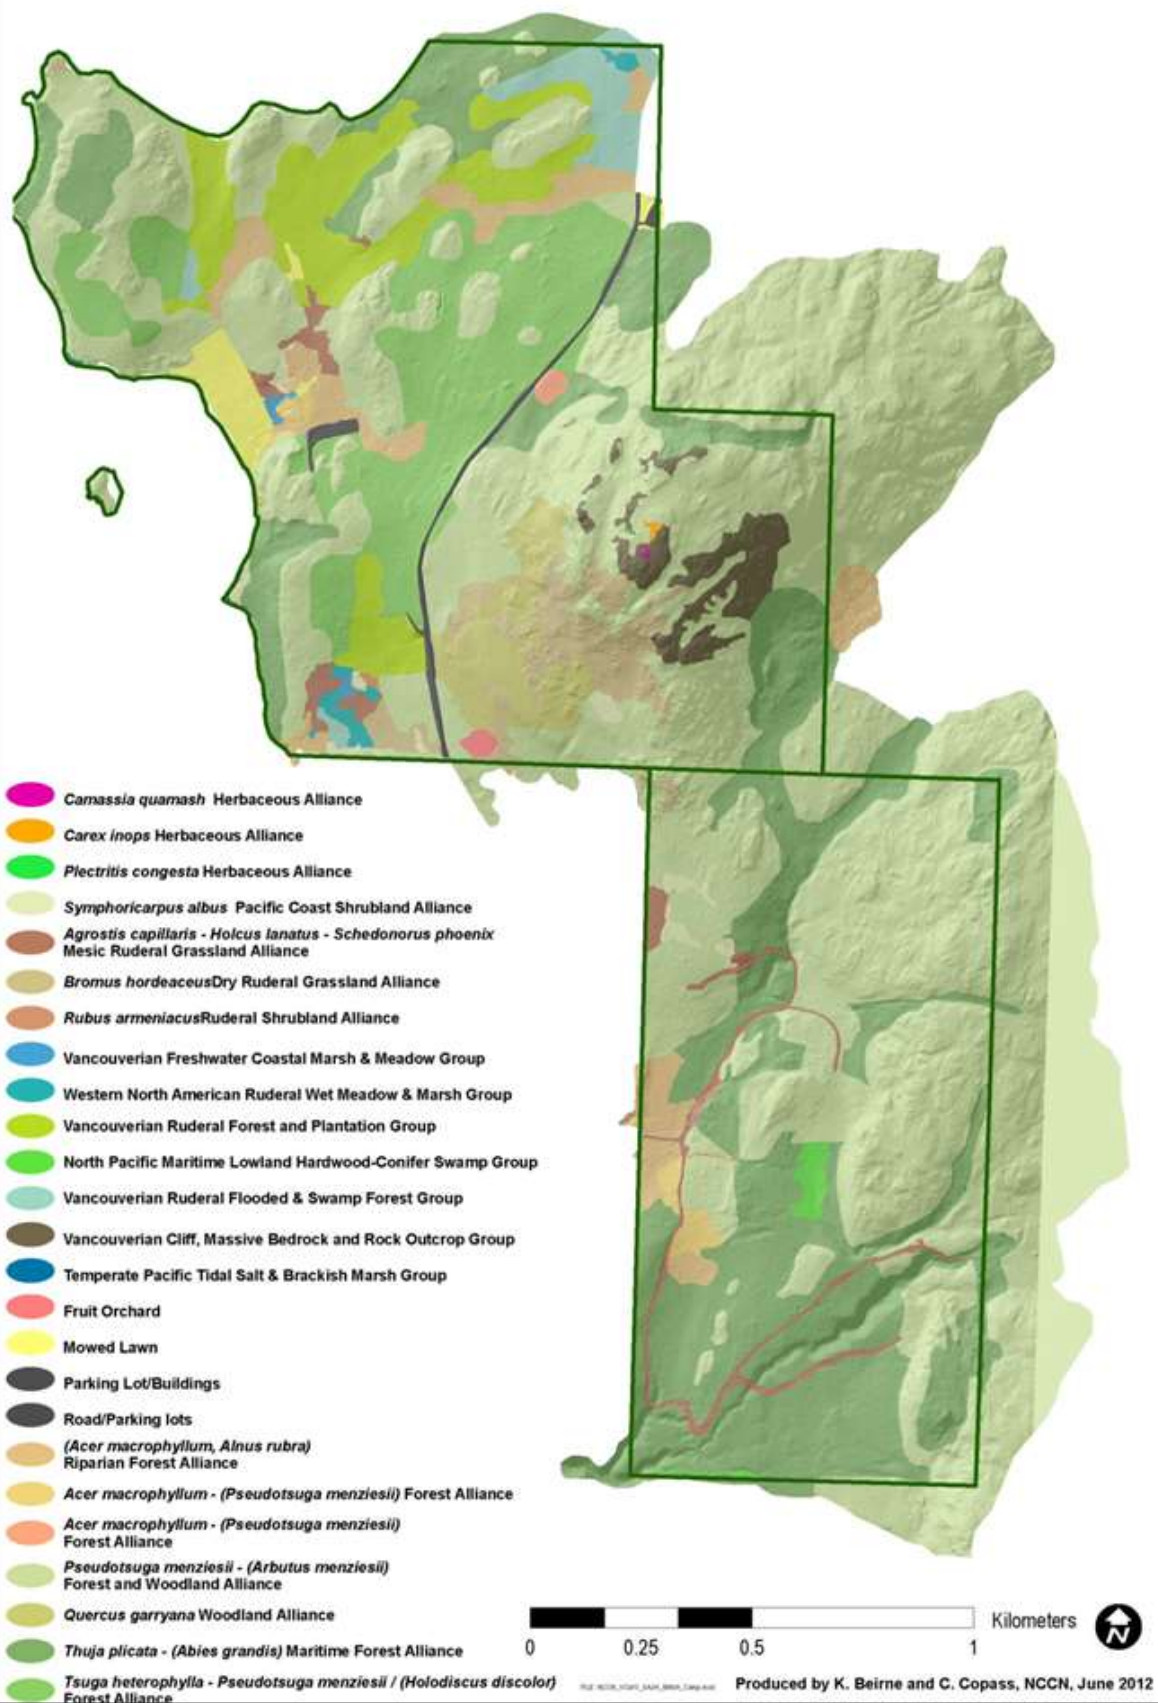 Camassia quamash Herbaceous Alliance
Carex inops Herbaceous Alliance
Plectritis congesta Herbaceous Alliance
Symphoricarpus albus Pacific Coast Shrubland Alliance
Agrostis capillaris - Holcus lanatus - Schedonorus phoenix
Mesic Ruderal Grassland Alliance
Bromus hordeaceusDry Ruderal Grassland Alliance
Rubus armeniacusRuderal Shrubland Alliance
Vancouverian Freshwater Coastal Marsh & Meadow Group
Western North American Ruderal Wet Meadow & Marsh Group
Vancouverian Ruderal Forest and Plantation Group
North Pacific Maritime Lowland Hardwood-Conifer Swamp Group
Vancouverian Ruderal Flooded & Swamp Forest Group
Vancouverian Cliff, Massive Bedrock and Rock Outcrop Group
Temperate Pacific Tidal Salt & Brackish Marsh Group
Fruit Orchard
Mowed Lawn
Parking Lot/Buildings
Road/Parking lots
(Acer macrophyllum, Alnus rubra)
Riparian Forest Alliance
Acer macrophyllum - (Pseudotsuga menziesii) Forest Alliance
Acer macrophyllum - (Pseudotsuga menziesii)
Forest Alliance
Pseudotsuga menziesii - (Arbutus menziesii)
Forest and Woodland Alliance
Quercus garryana Woodland Alliance
Thuja plicata - (Abies grandis) Maritime Forest Alliance
Tsuga heterophylla - Pseudotsuga menziesii / (Holodiscus discolor)
Forest Alliance
Kilometers
0 0.25 0.5 1
N
Produced by K. Beirne and C. Copass, NCCN, June 2012